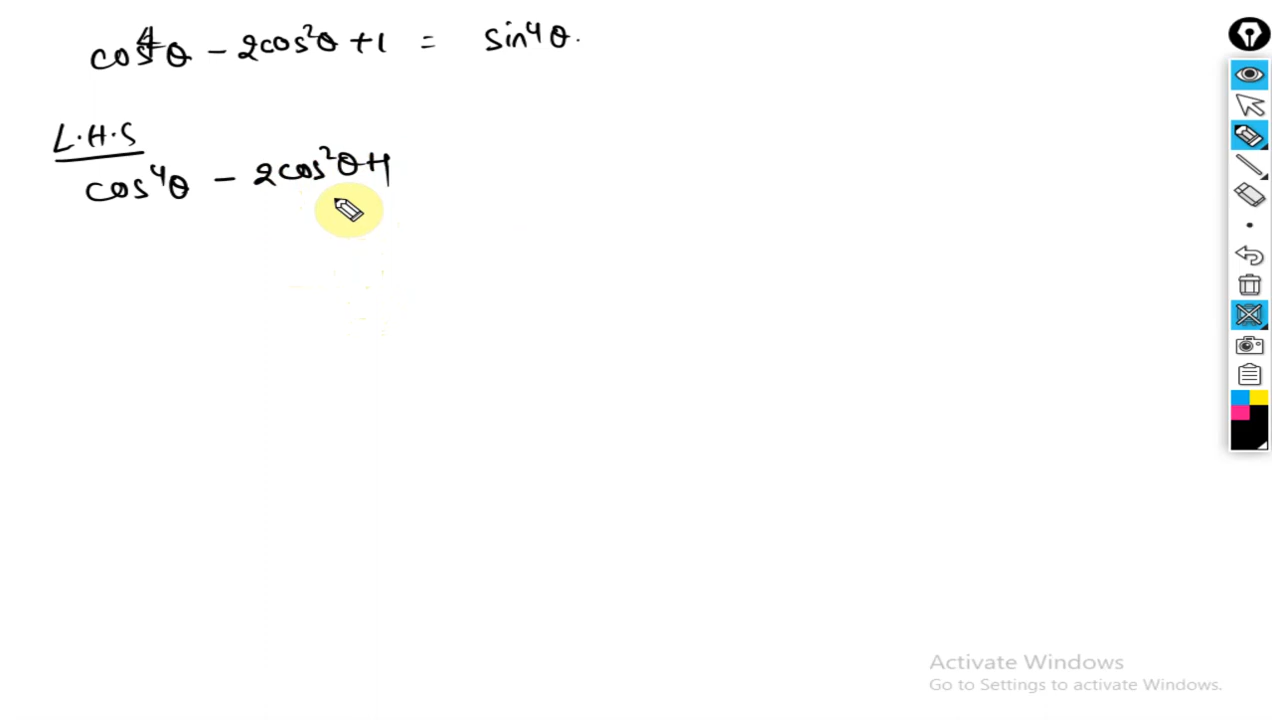 cos⁴θ - 2cos²θ +1 = sin⁴θ.
L.H.S
cos⁴θ - 2cos²θ+1
Activate Windows
Go to Settings to activate Windows.